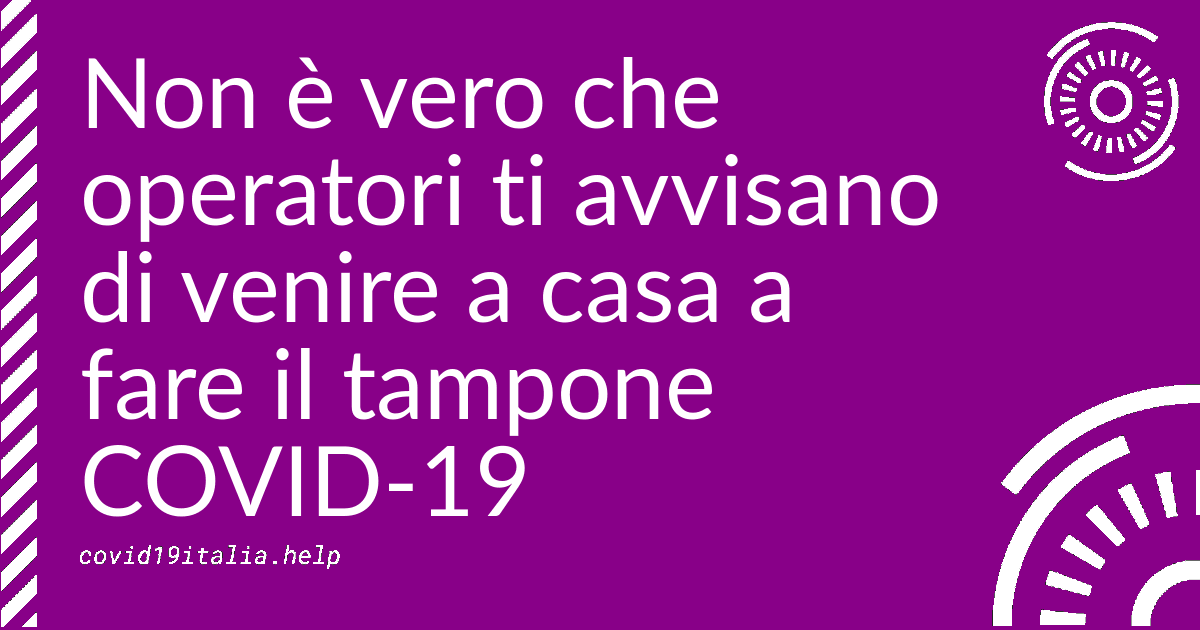 Non è vero che
operatori ti avvisano
di venire a casa a
fare il tampone
COVID-19
covid19italia.help